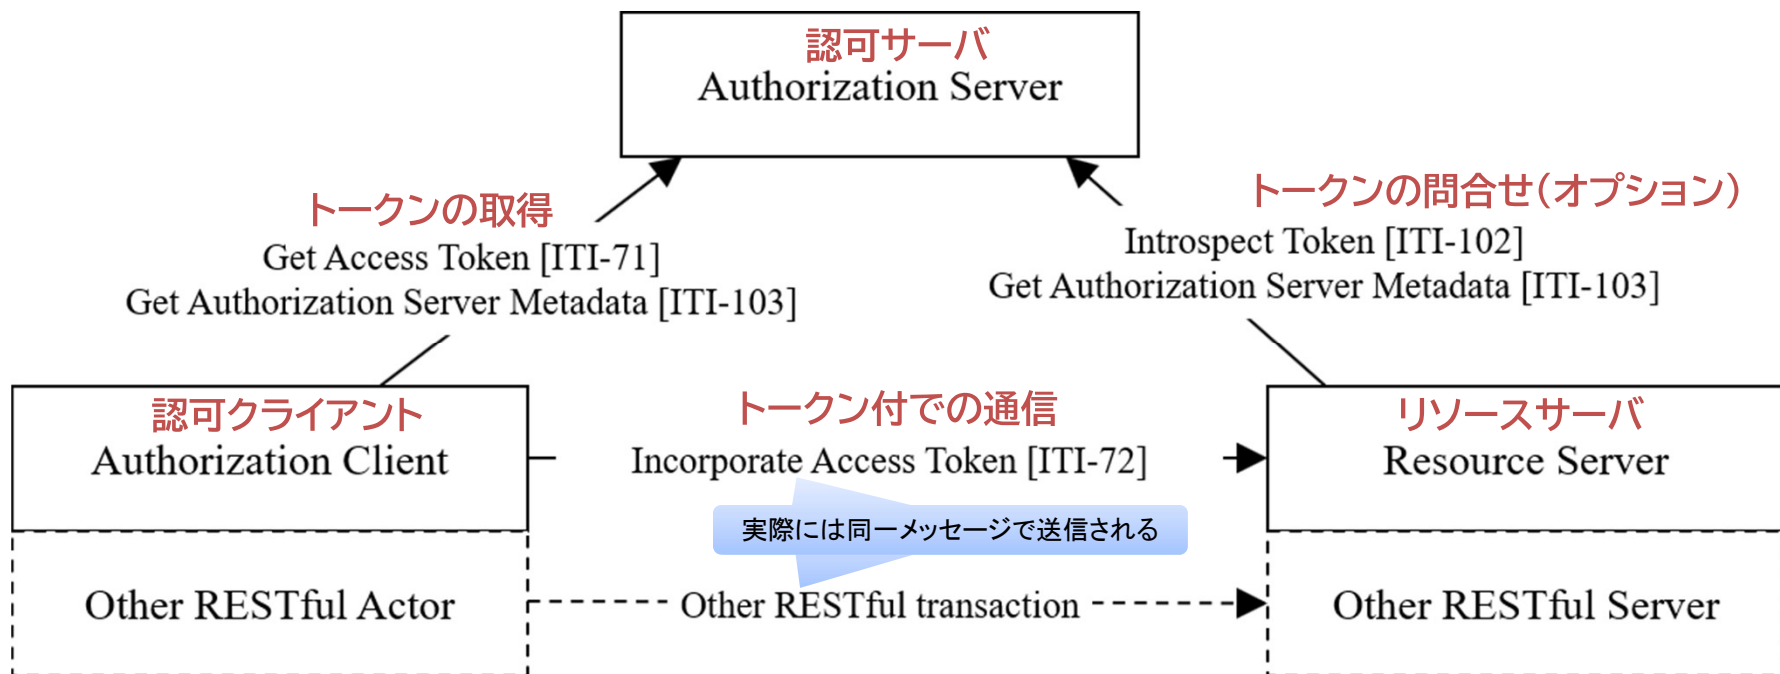 認可サーバ
Authorization Server
トークンの取得
Get Access Token [ITI-71]
Get Authorization Server Metadata [ITI-103]
トークンの問合せ(オプション)
Introspect Token [ITI-102]
Get Authorization Server Metadata [ITI-103]
認可クライアント
Authorization Client
トークン付での通信
Incorporate Access Token [ITI-72]
リソースサーバ
Resource Server
実際には同一メッセージで送信される
Other RESTful Actor
Other RESTful transaction
Other RESTful Server